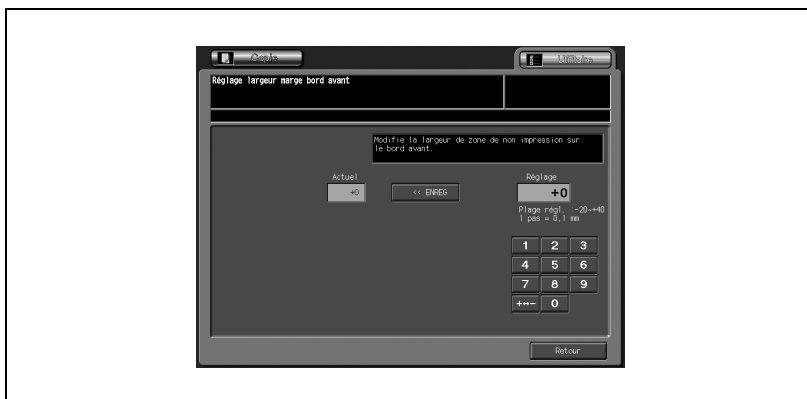 Copie
Utilitaire
Réglage largeur marge bord avant
Modifie la largeur de zone de non impression sur
le bord avant.
Actuel
Réglage
+0
<< ENREG
+0
Plage régl. :-20~+40
1 pas = 0,1 mm
1 2 3
4 5 6
7 8 9
+↔- 0
Retour